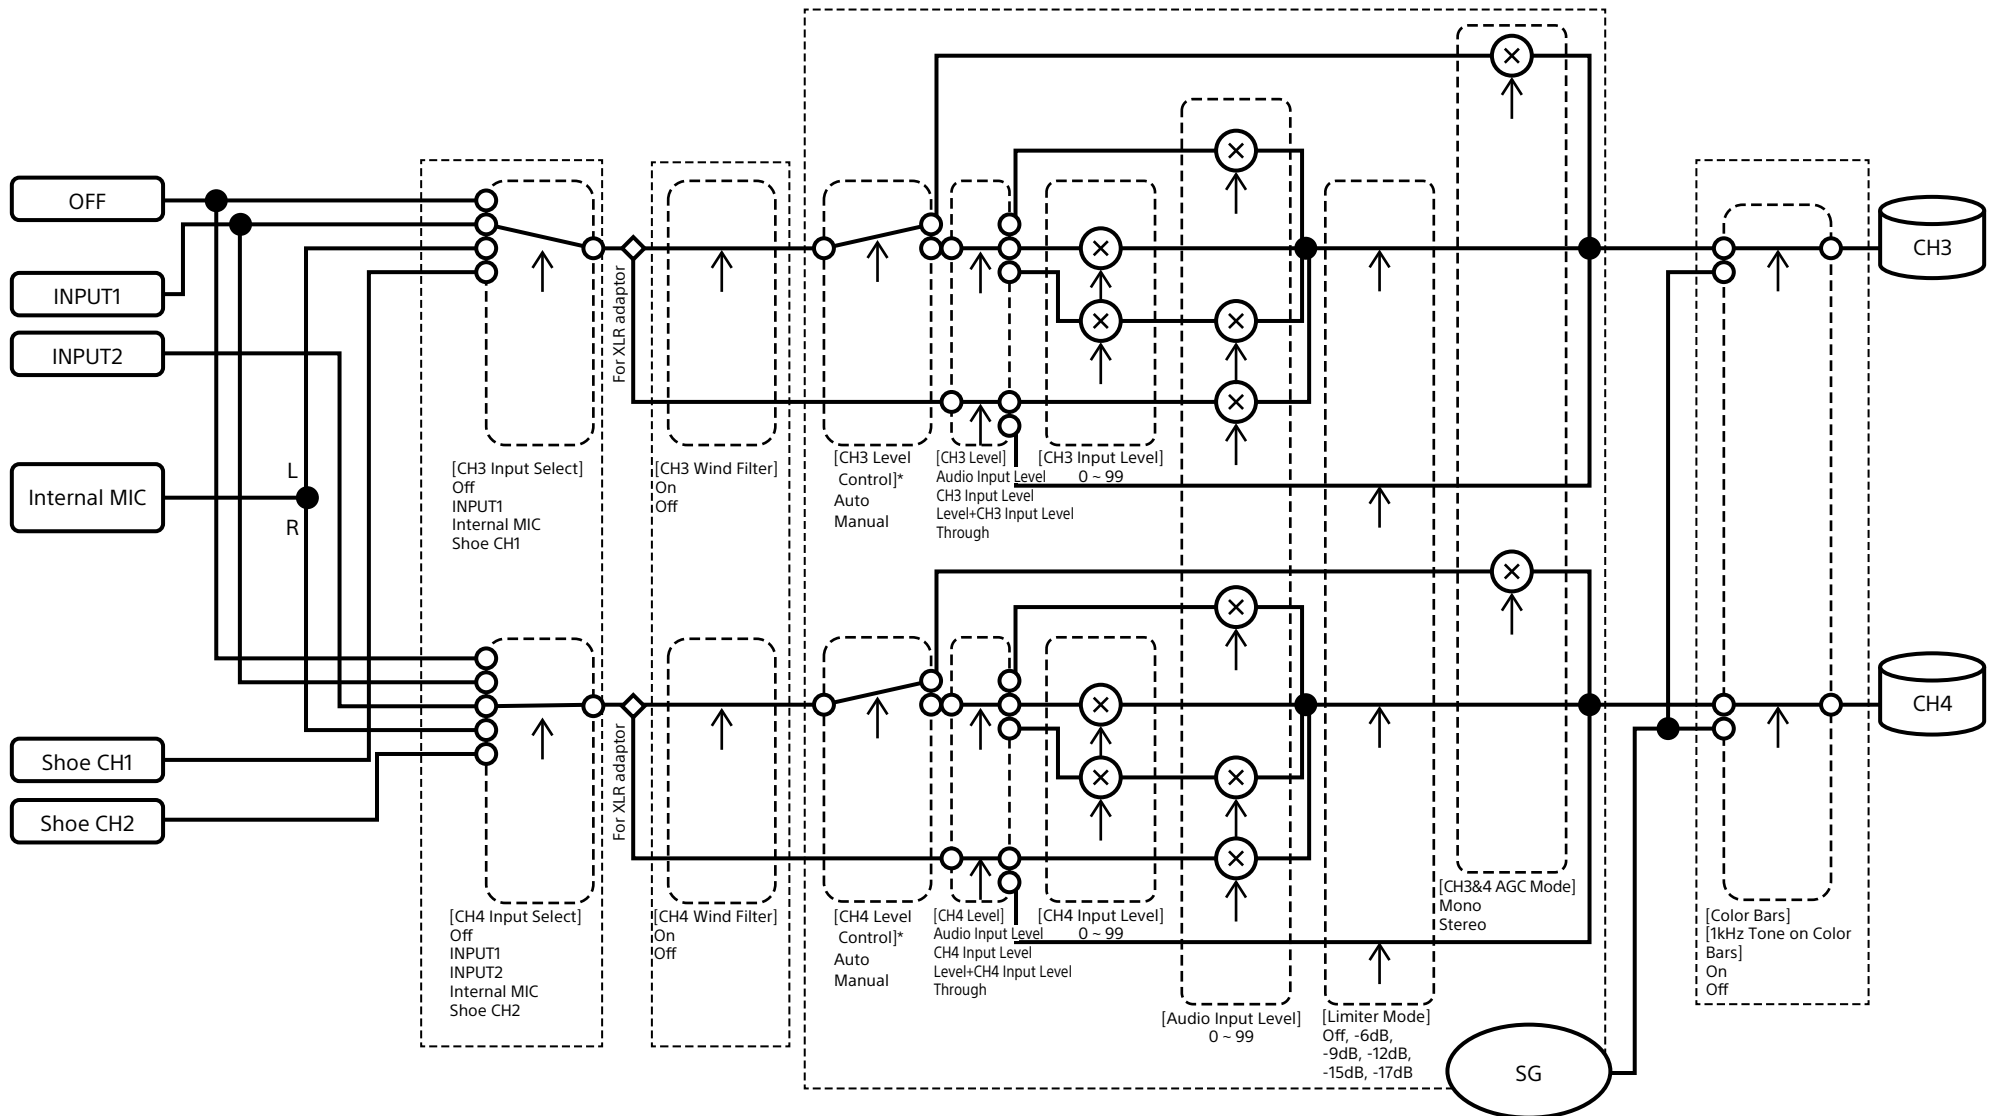 OFF
INPUT1
INPUT2
Internal MIC
L
R
Shoe CH1
Shoe CH2
For XLR adaptor
[CH3 Input Select]
Off
INPUT1
Internal MIC
Shoe CH1
[CH3 Wind Filter]
On
Off
[CH3 Level
Control]*
Auto
Manual
[CH3 Level]
Audio Input Level
CH3 Input Level
Level+CH3 Input Level
Through
[CH3 Input Level]
0 ~ 99
CH3
For XLR adaptor
[CH4 Input Select]
Off
INPUT1
INPUT2
Internal MIC
Shoe CH2
[CH4 Wind Filter]
On
Off
[CH4 Level
Control]*
Auto
Manual
[CH4 Level]
Audio Input Level
CH4 Input Level
Level+CH4 Input Level
Through
[CH4 Input Level]
0 ~ 99
[Audio Input Level]
0 ~ 99
[Limiter Mode]
Off, -6dB,
-9dB, -12dB,
-15dB, -17dB
[CH3&4 AGC Mode]
Mono
Stereo
SG
[Color Bars]
[1kHz Tone on Color
Bars]
On
Off
CH4